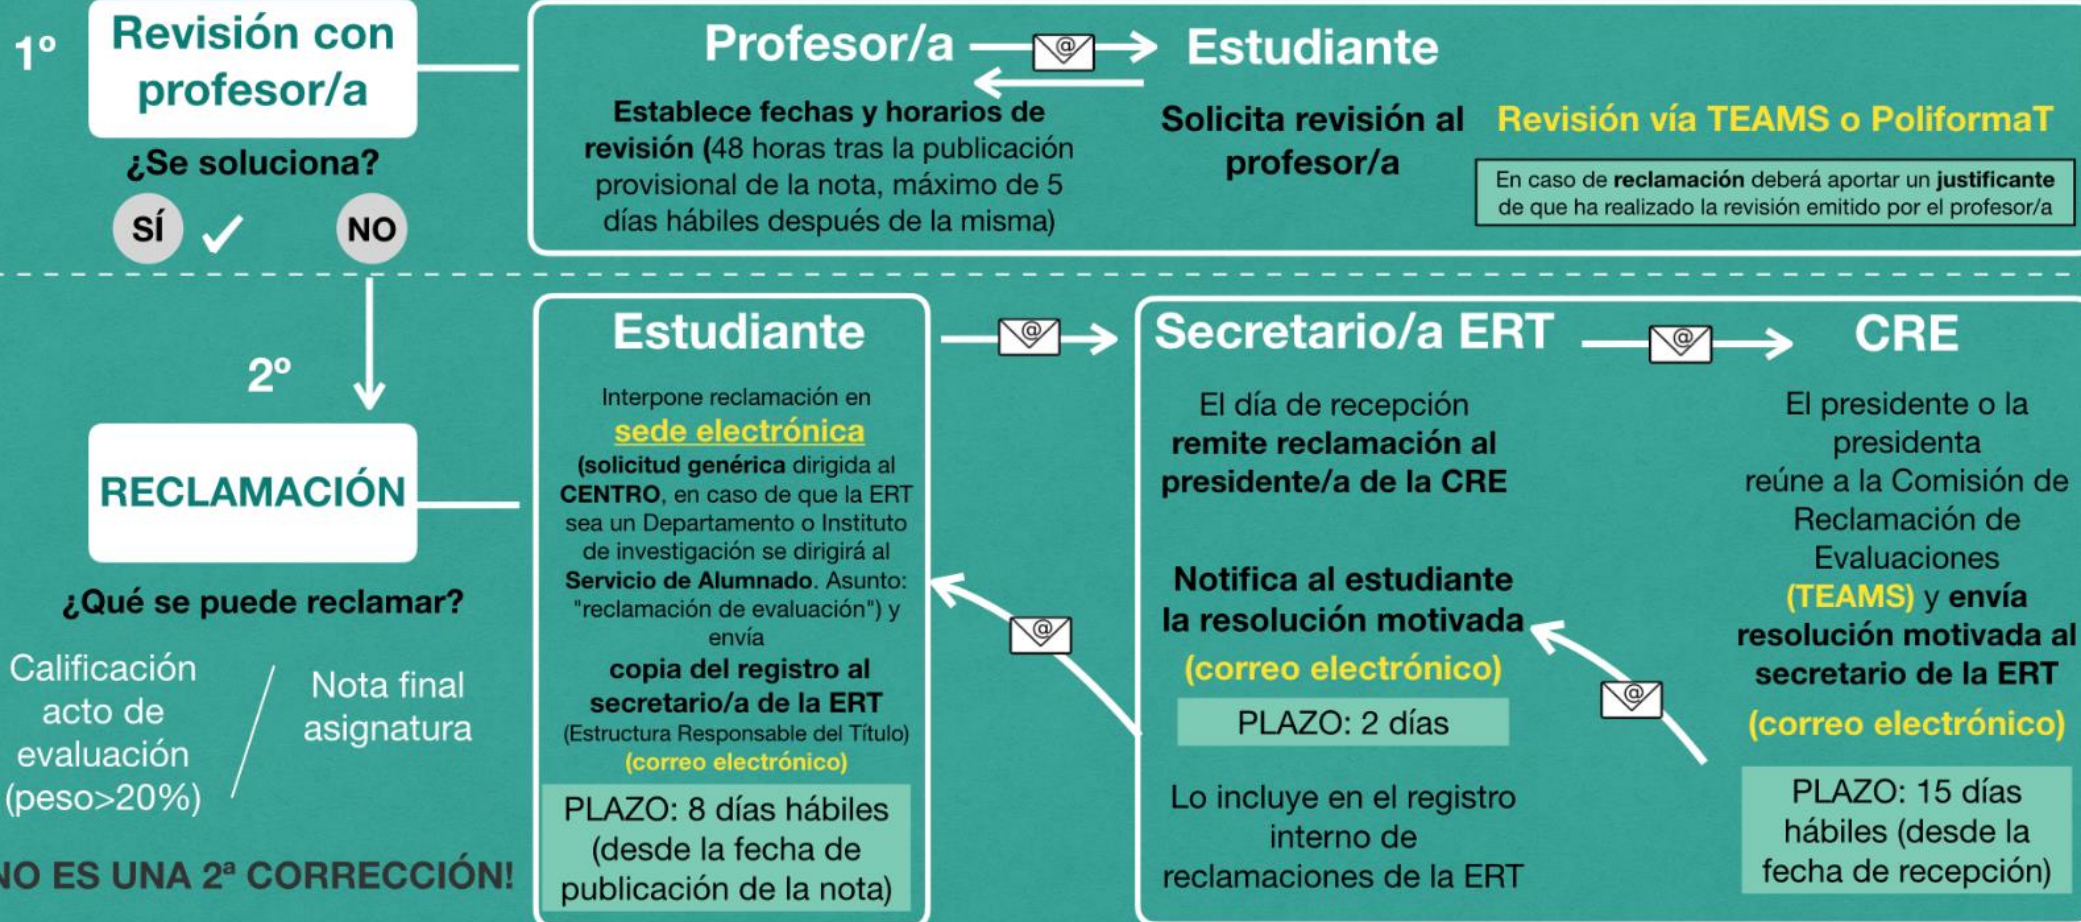 1º
Revisión con
profesor/a
¿Se soluciona?
SÍ
NO
Profesor/a
Establece fechas y horarios de
revisión (48 horas tras la publicación
provisional de la nota, máximo de 5
días hábiles después de la misma)
Estudiante
Solicita revisión al
profesor/a
Revisión vía TEAMS o PoliformaT
En caso de reclamación deberá aportar un justificante
de que ha realizado la revisión emitido por el profesor/a
2º
RECLAMACIÓN
¿Qué se puede reclamar?
Calificación
acto de
evaluación
(peso>20%)
/
Nota final
asignatura
NO ES UNA 2ª CORRECCIÓN!
Estudiante
Interpone reclamación en
sede electrónica
(solicitud genérica dirigida al
CENTRO, en caso de que la ERT
sea un Departamento o Instituto
de investigación se dirigirá al
Servicio de Alumnado. Asunto:
"reclamación de evaluación") y
envía
copia del registro al
secretario/a de la ERT
(Estructura Responsable del Título)
(correo electrónico)
PLAZO: 8 días hábiles
(desde la fecha de
publicación de la nota)
Secretario/a ERT
El día de recepción
remite reclamación al
presidente/a de la CRE
Notifica al estudiante
la resolución motivada
(correo electrónico)
PLAZO: 2 días
Lo incluye en el registro
interno de
reclamaciones de la ERT
CRE
El presidente o la
presidenta
reúne a la Comisión de
Reclamación de
Evaluaciones
(TEAMS) y envía
resolución motivada al
secretario de la ERT
(correo electrónico)
PLAZO: 15 días
hábiles (desde la
fecha de recepción)